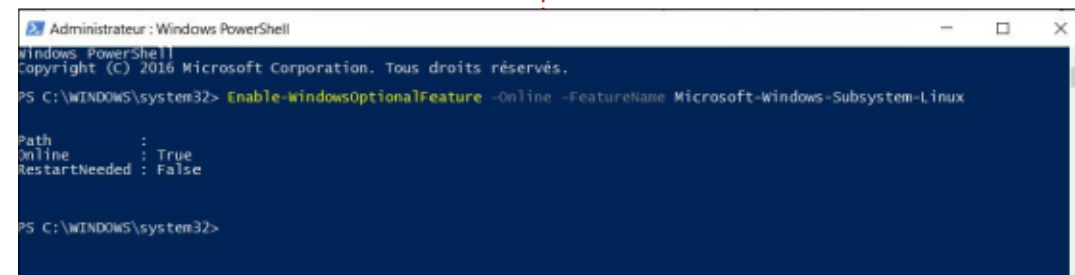 Administrateur : Windows PowerShell
Windows PowerShell
Copyright (C) 2016 Microsoft Corporation. Tous droits réservés.
PS C:\WINDOWS\system32> Enable-WindowsOptionalFeature -Online -FeatureName Microsoft-Windows-Subsystem-Linux
Path :
Online : True
RestartNeeded : False
PS C:\WINDOWS\system32>